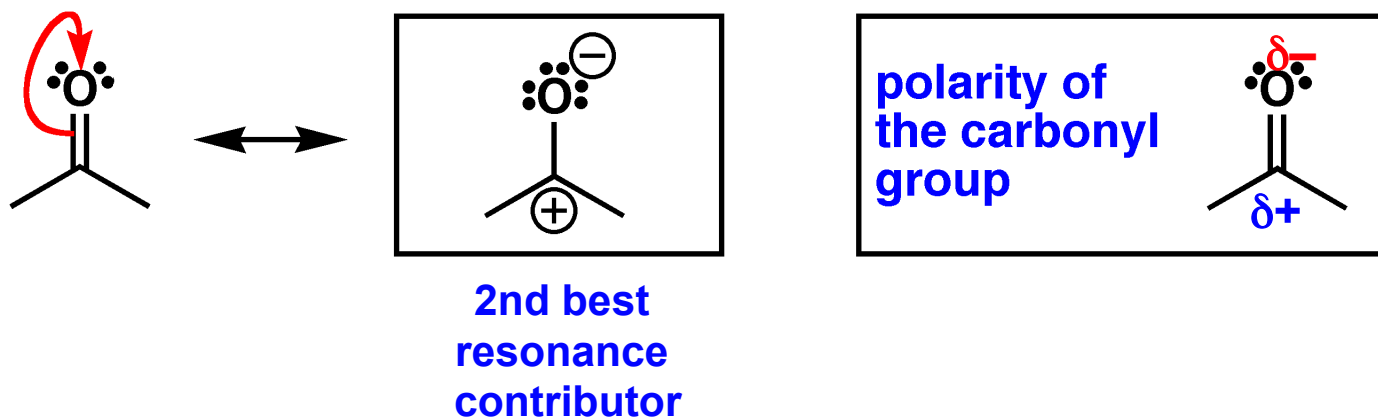 O
O
−
+
2nd best
resonance
contributor
polarity of
the carbonyl
group
δ−
O
δ+